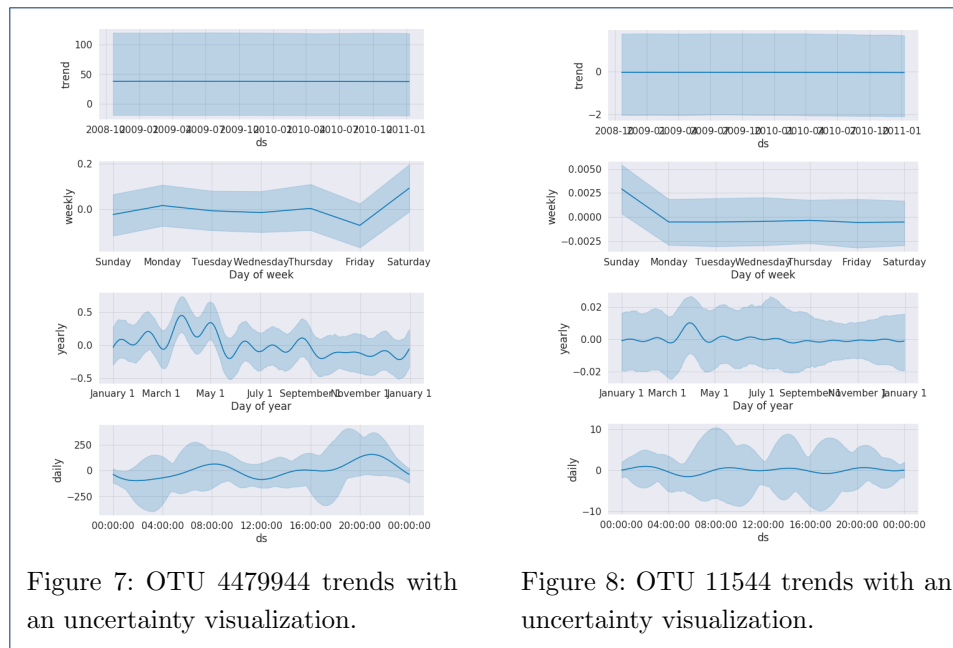 100
50
0
trend
2008-10 2009-01 2009-04 2009-07 2009-10 2010-01 2010-04 2010-07 2010-10 2011-01
ds
0.2
0.0
weekly
Sunday Monday Tuesday Wednesday Thursday Friday Saturday
Day of week
0.5
0.0
−0.5
yearly
January 1 March 1 May 1 July 1 September 1 November 1 January 1
Day of year
250
0
−250
daily
00:00:00 04:00:00 08:00:00 12:00:00 16:00:00 20:00:00 00:00:00
ds
Figure 7: OTU 4479944 trends with
an uncertainty visualization.
0
−2
trend
2008-10 2009-01 2009-04 2009-07 2009-10 2010-01 2010-04 2010-07 2010-10 2011-01
ds
0.0050
0.0025
0.0000
−0.0025
weekly
Sunday Monday Tuesday Wednesday Thursday Friday Saturday
Day of week
0.02
0.00
−0.02
yearly
January 1 March 1 May 1 July 1 September 1 November 1 January 1
Day of year
10
0
−10
daily
00:00:00 04:00:00 08:00:00 12:00:00 16:00:00 20:00:00 00:00:00
ds
Figure 8: OTU 11544 trends with an
uncertainty visualization.